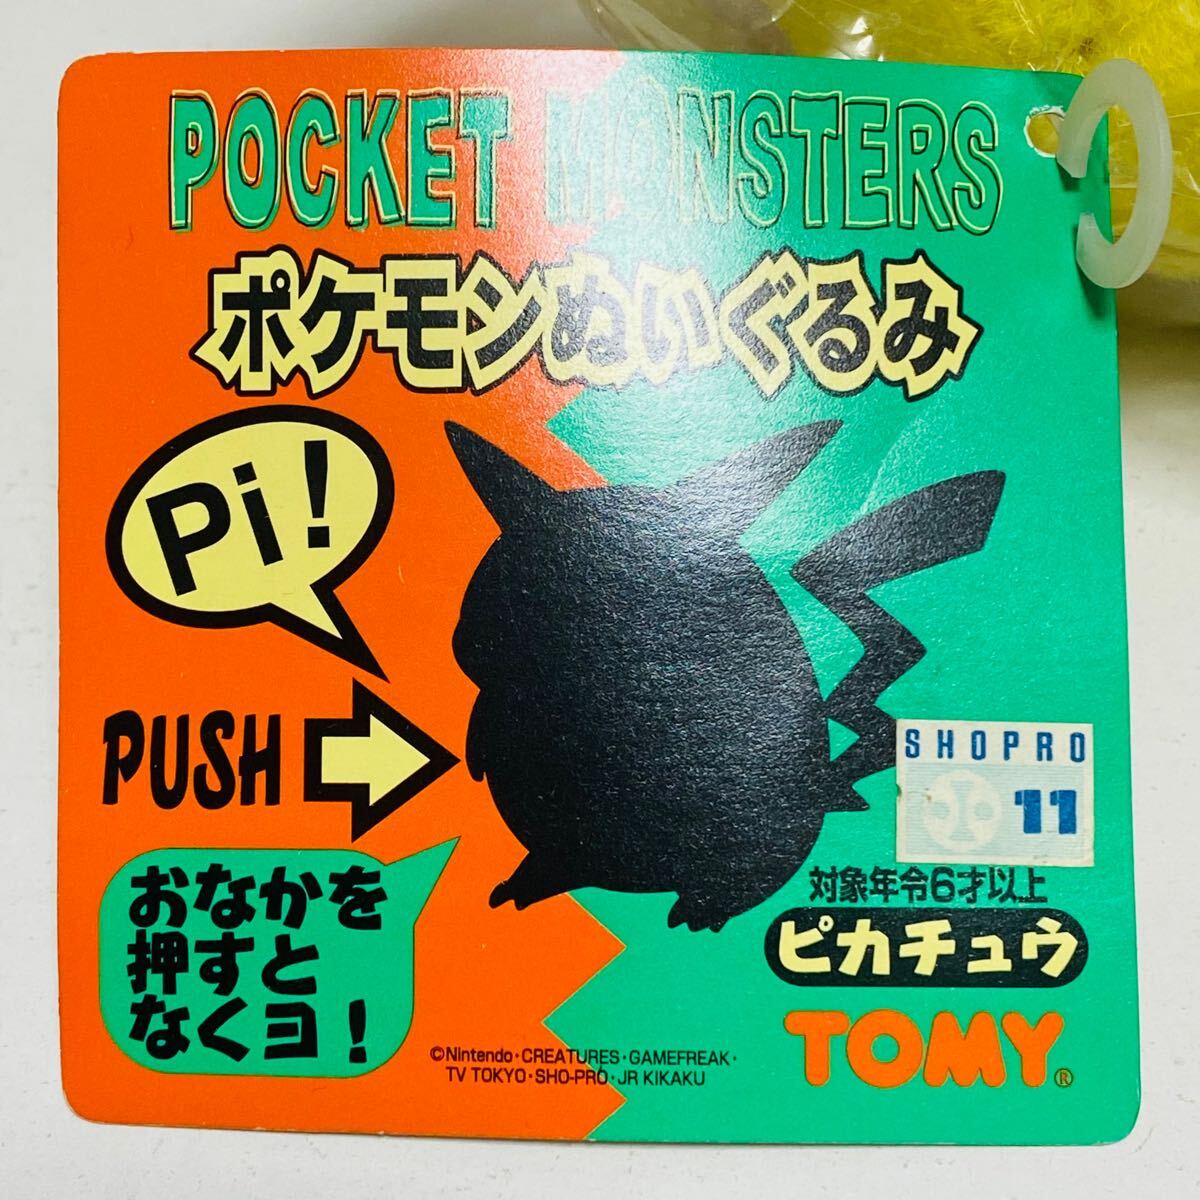 POCKET MONSTERS
ポケモンぬいぐるみ
Pi!
PUSH
おなかを
押すと
なくヨ!
SHOPRO
11
対象年令6才以上
ピカチュウ
TOMY®
©Nintendo・CREATURES・GAMEFREAK・
TV TOKYO・SHO-PRO・JR KIKAKU